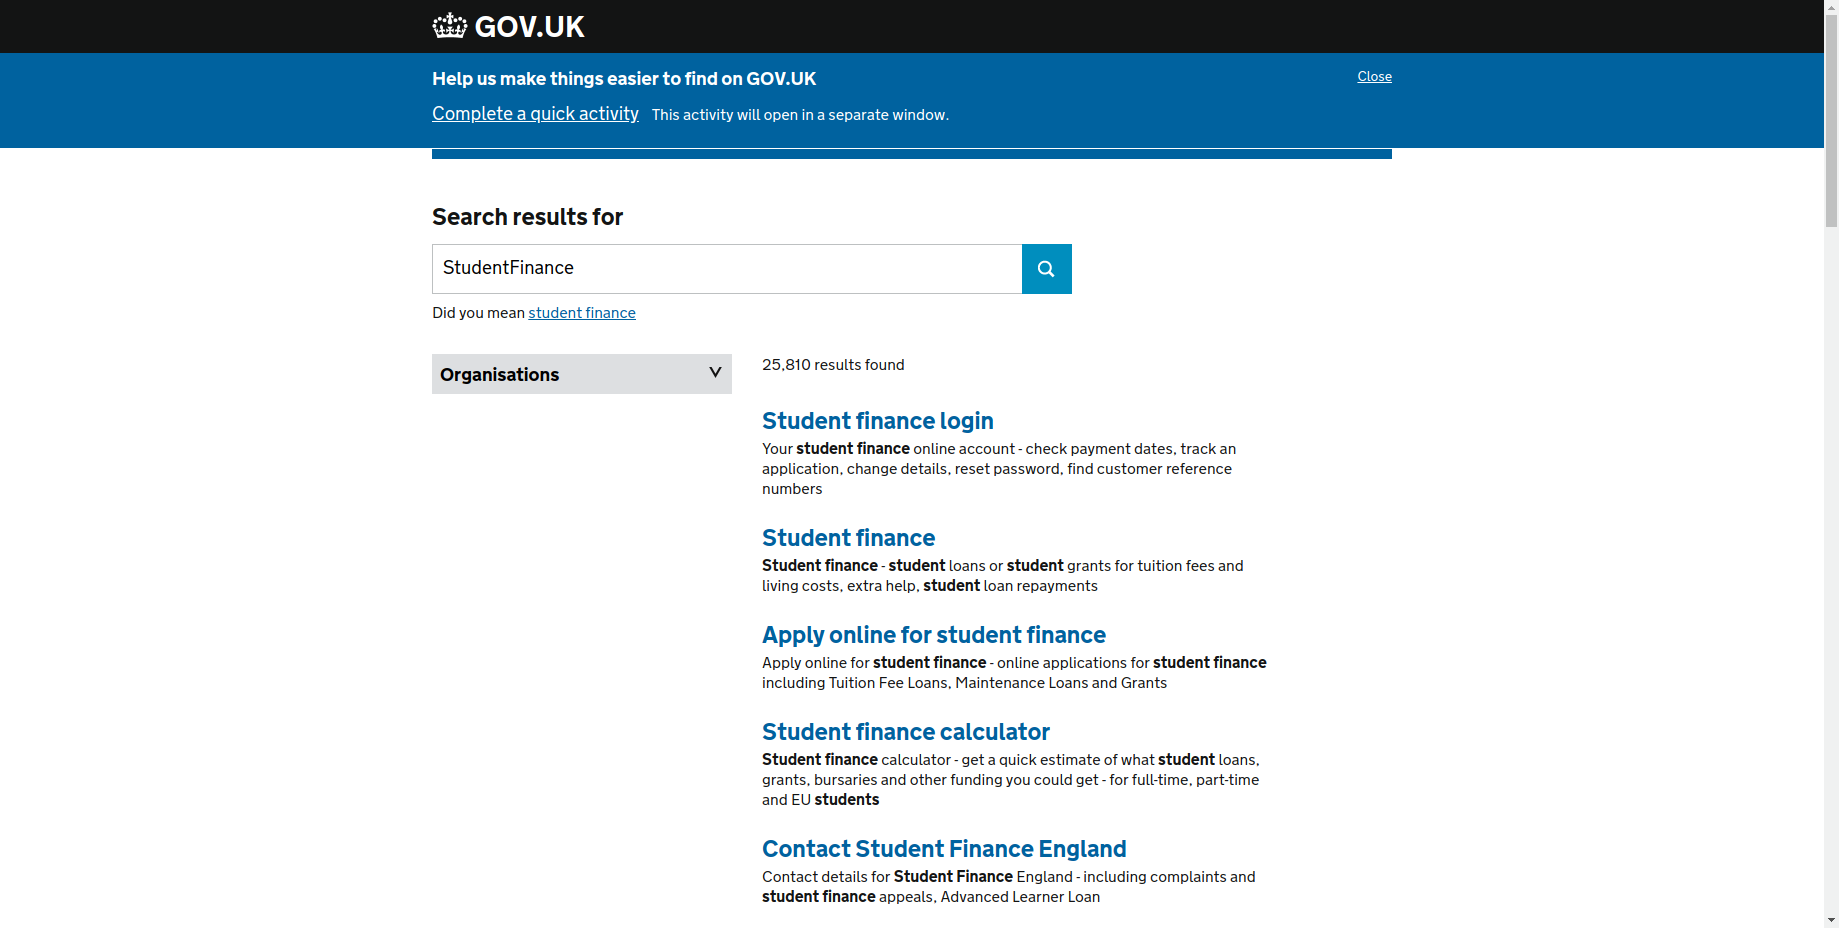 GOV.UK
Help us make things easier to find on GOV.UK
Close
Complete a quick activity This activity will open in a separate window.
Search results for
StudentFinance
Did you mean student finance
Organisations
25,810 results found
Student finance login
Your student finance online account - check payment dates, track an
application, change details, reset password, find customer reference
numbers
Student finance
Student finance - student loans or student grants for tuition fees and
living costs, extra help, student loan repayments
Apply online for student finance
Apply online for student finance - online applications for student finance
including Tuition Fee Loans, Maintenance Loans and Grants
Student finance calculator
Student finance calculator - get a quick estimate of what student loans,
grants, bursaries and other funding you could get - for full-time, part-time
and EU students
Contact Student Finance England
Contact details for Student Finance England - including complaints and
student finance appeals, Advanced Learner Loan